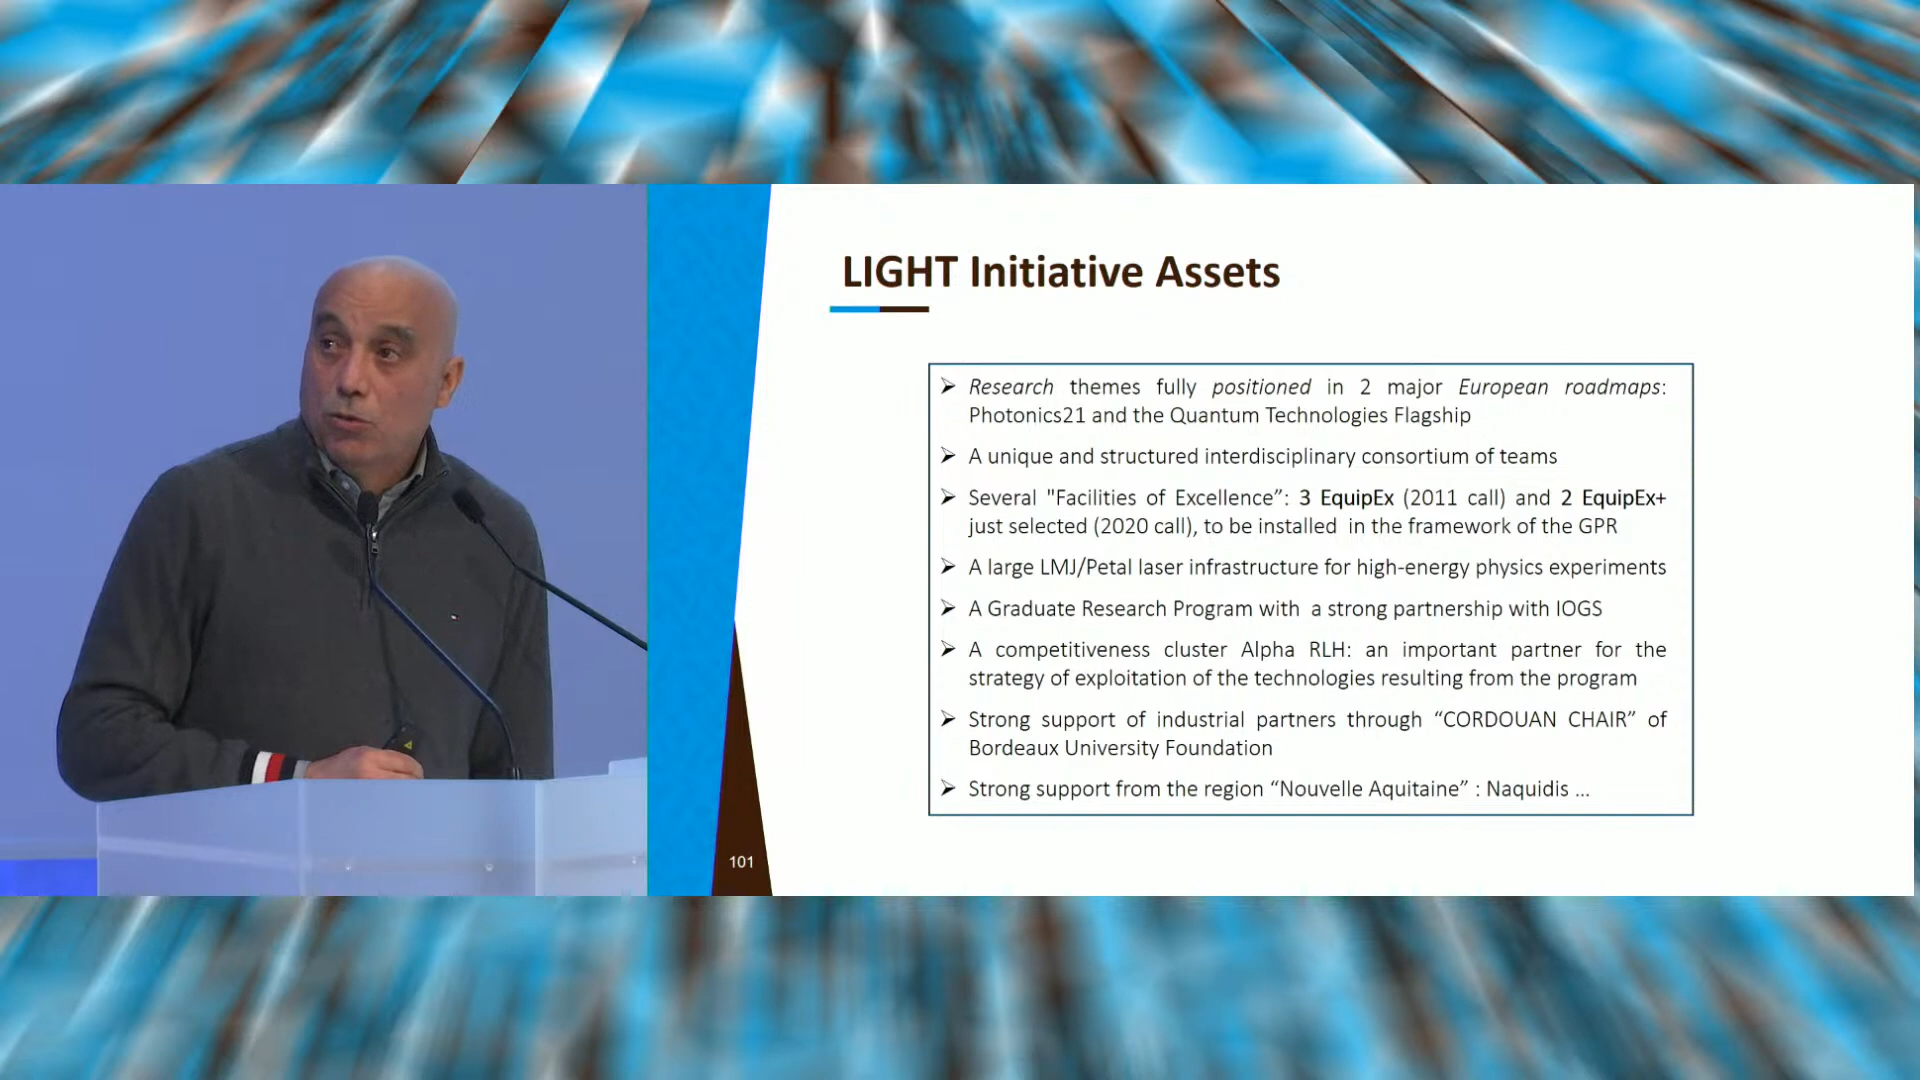 LIGHT Initiative Assets
➢ Research themes fully positioned in 2 major European roadmaps:
Photonics21 and the Quantum Technologies Flagship
➢ A unique and structured interdisciplinary consortium of teams
➢ Several "Facilities of Excellence”: 3 EquipEx (2011 call) and 2 EquipEx+
just selected (2020 call), to be installed in the framework of the GPR
➢ A large LMJ/Petal laser infrastructure for high-energy physics experiments
➢ A Graduate Research Program with a strong partnership with IOGS
➢ A competitiveness cluster Alpha RLH: an important partner for the
strategy of exploitation of the technologies resulting from the program
➢ Strong support of industrial partners through “CORDOUAN CHAIR” of
Bordeaux University Foundation
➢ Strong support from the region “Nouvelle Aquitaine” : Naquidis ...
101